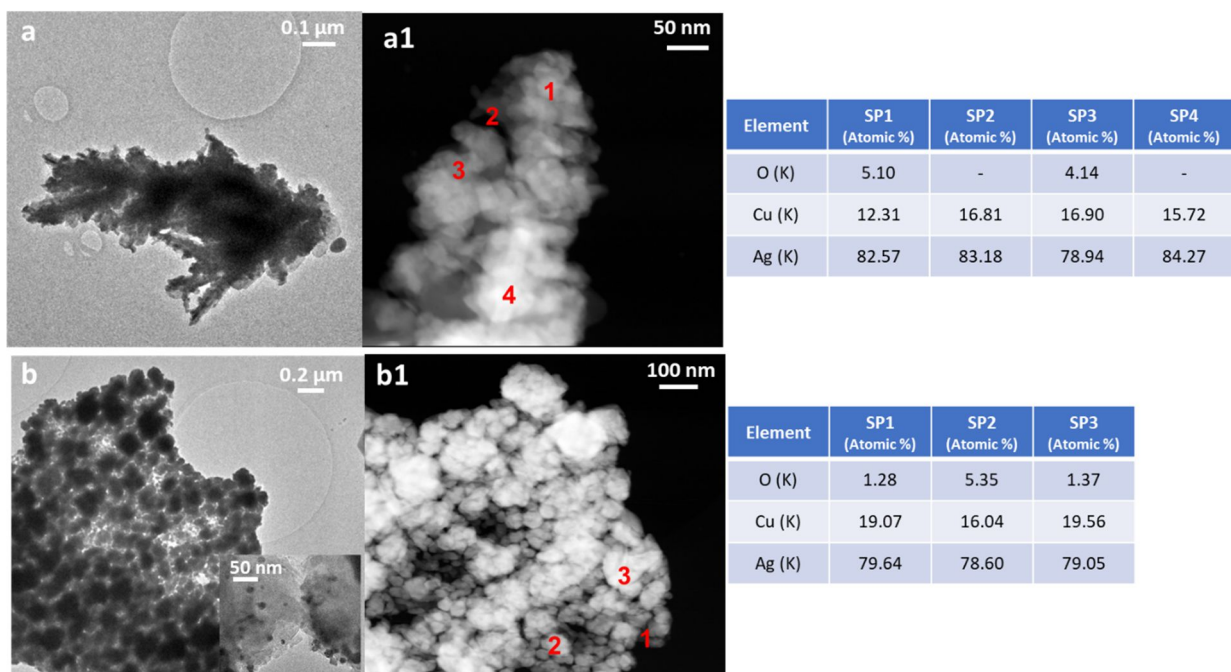 a
0.1 µm
a1
50 nm
1
2
3
4
Element SP1 SP2 SP3 SP4
(Atomic %) (Atomic %) (Atomic %) (Atomic %)
O (K) 5.10 - 4.14 -
Cu (K) 12.31 16.81 16.90 15.72
Ag (K) 82.57 83.18 78.94 84.27
b
0.2 µm
50 nm
b1
100 nm
3
2
1
Element SP1 SP2 SP3
(Atomic %) (Atomic %) (Atomic %)
O (K) 1.28 5.35 1.37
Cu (K) 19.07 16.04 19.56
Ag (K) 79.64 78.60 79.05